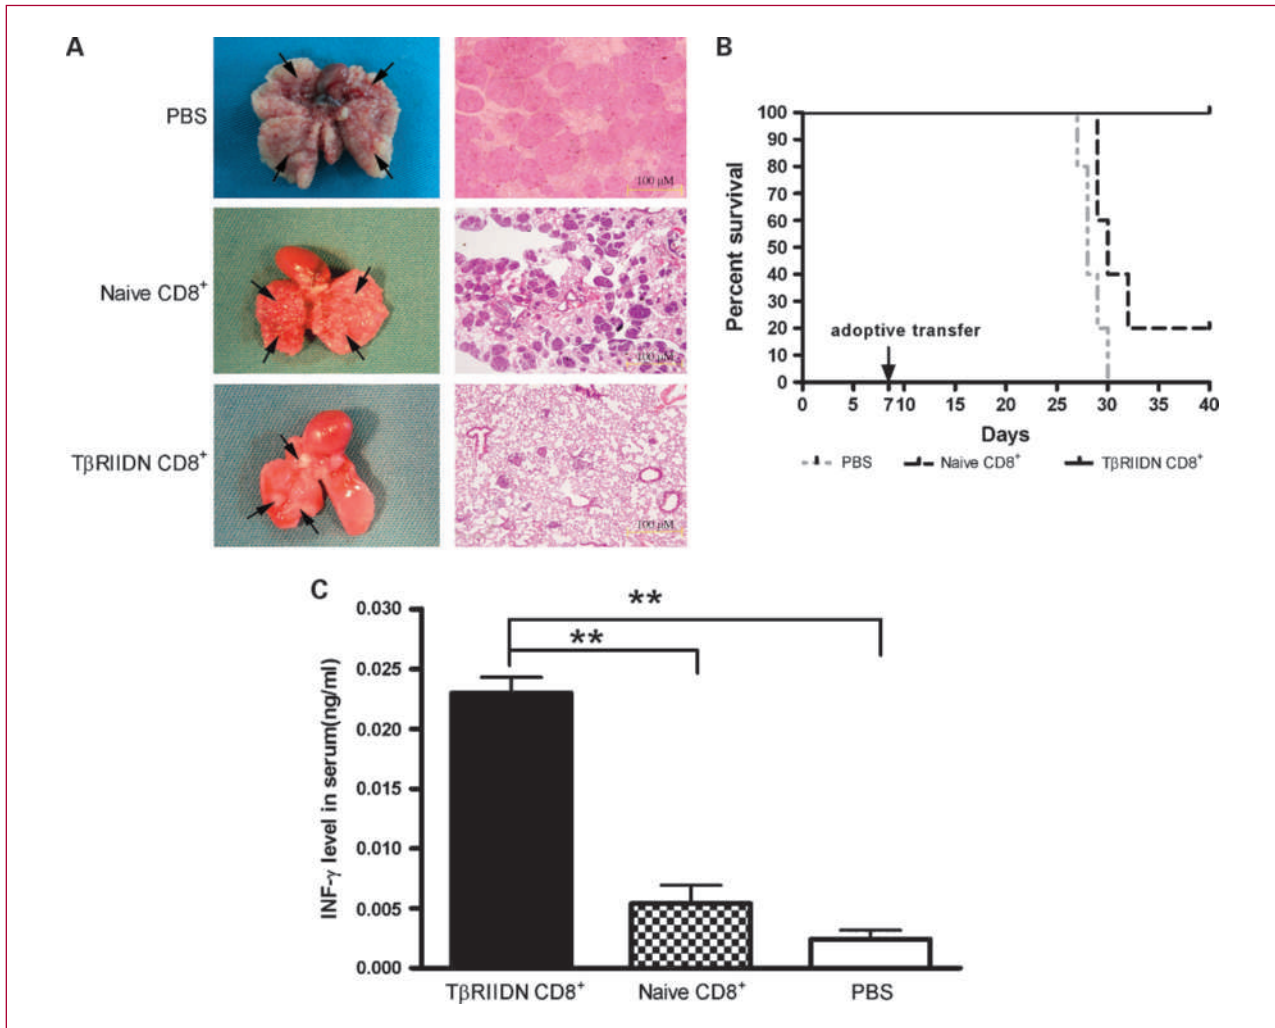 A
PBS
100 μM
Naive CD8+
100 μM
TβRIIDN CD8+
100 μM
B
Percent survival
100
90
80
70
60
50
40
30
20
10
0
adoptive transfer
0 5 7 10 15 20 25 30 35 40
Days
PBS Naive CD8+ TβRIIDN CD8+
C
INF-γ level in serum(ng/ml)
0.030
0.025
0.020
0.015
0.010
0.005
0.000
**
**
TβRIIDN CD8+ Naive CD8+ PBS